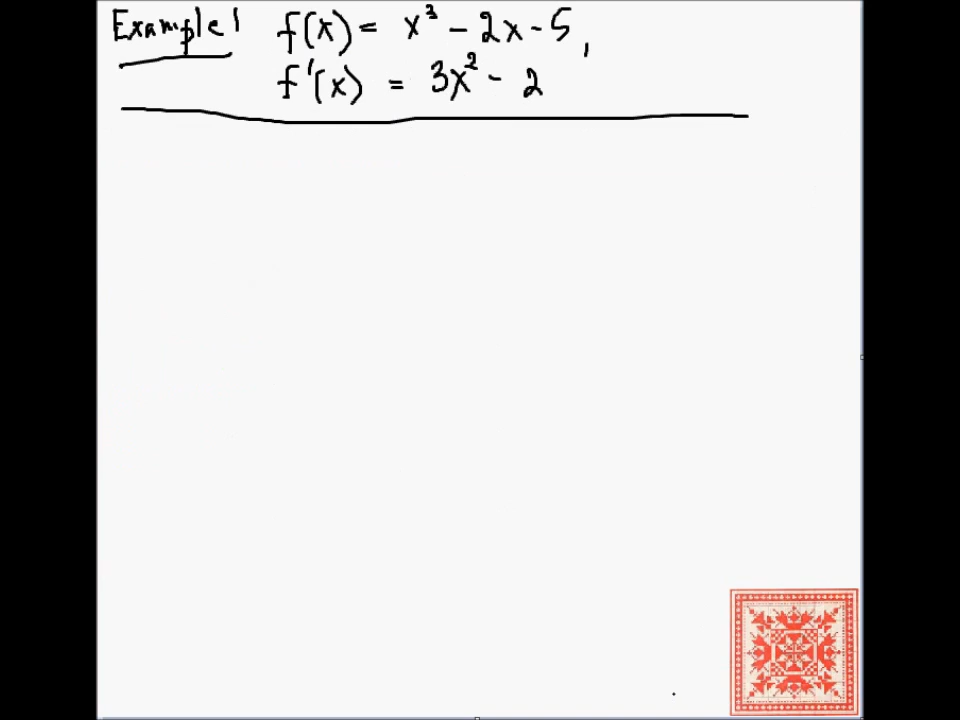 Example 1 f(x) = x³ - 2x - 5,
f'(x) = 3x² - 2